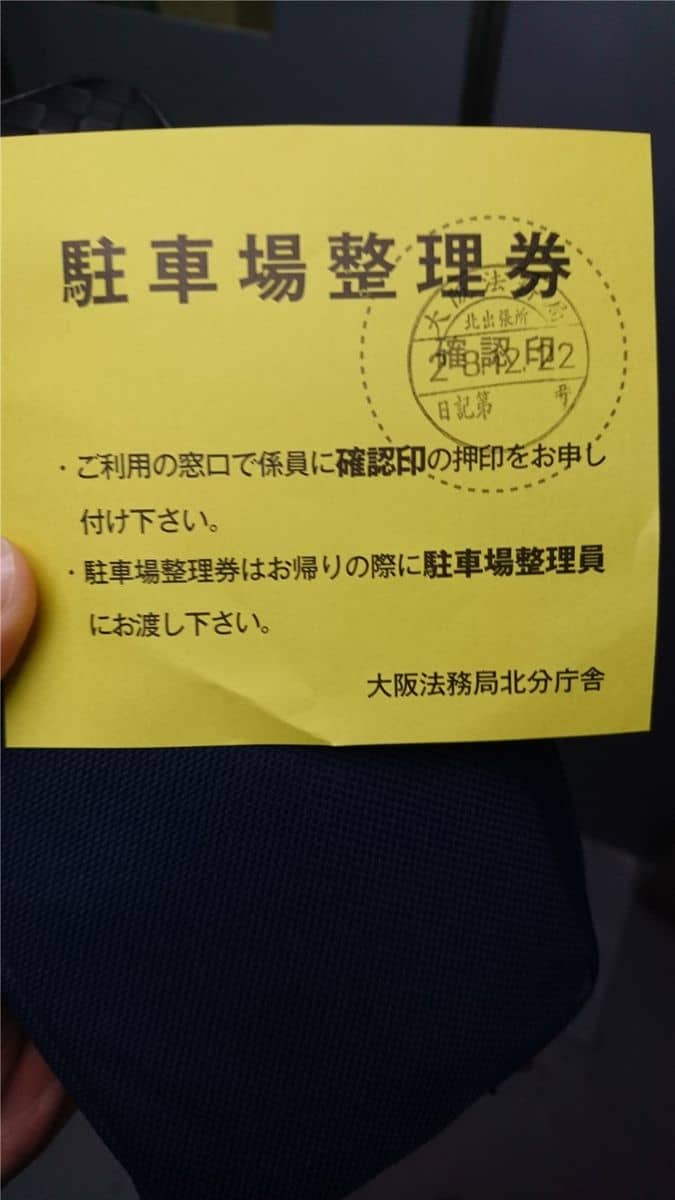 駐車場整理券
大阪法務局
北出張所
確認印
28.12.22
日記第 号
・ご利用の窓口で係員に確認印の押印をお申し
付け下さい。
・駐車場整理券はお帰りの際に駐車場整理員
にお渡し下さい。
大阪法務局北分庁舎